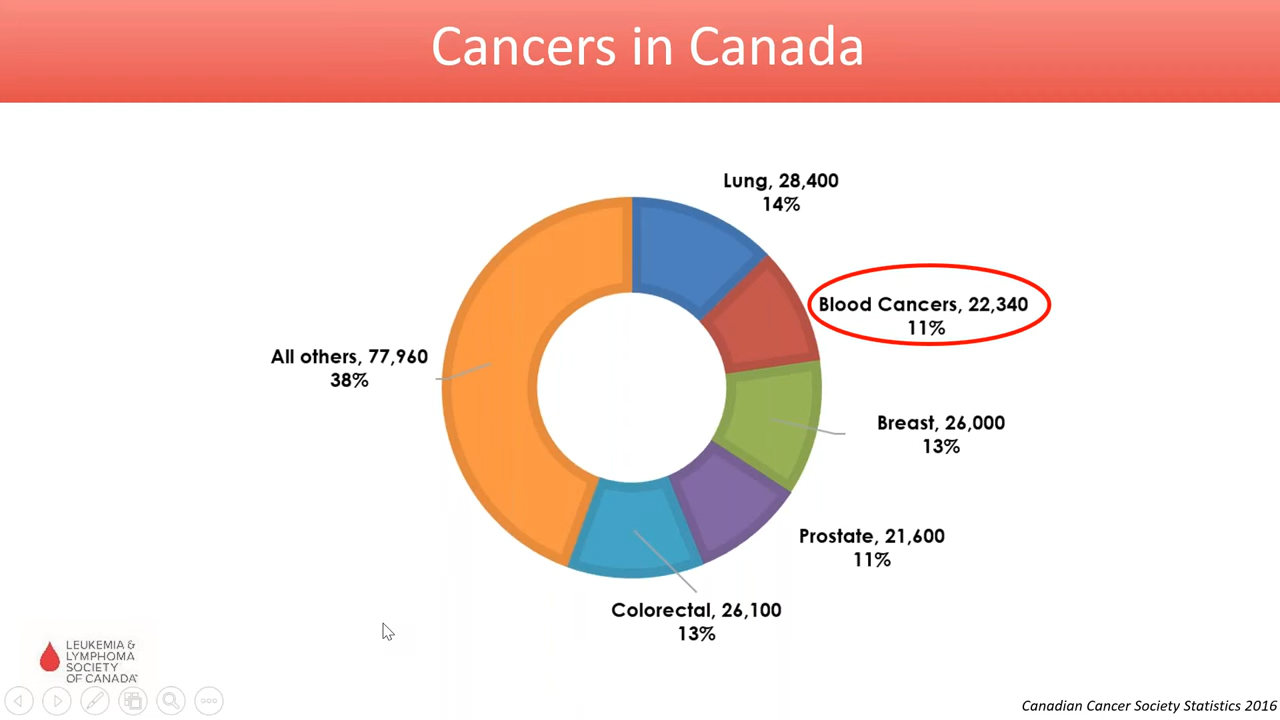 Cancers in Canada
Lung, 28,400
14%
Blood Cancers, 22,340
11%
Breast, 26,000
13%
Prostate, 21,600
11%
Colorectal, 26,100
13%
All others, 77,960
38%
LEUKEMIA &
LYMPHOMA
SOCIETY
OF CANADA
Canadian Cancer Society Statistics 2016